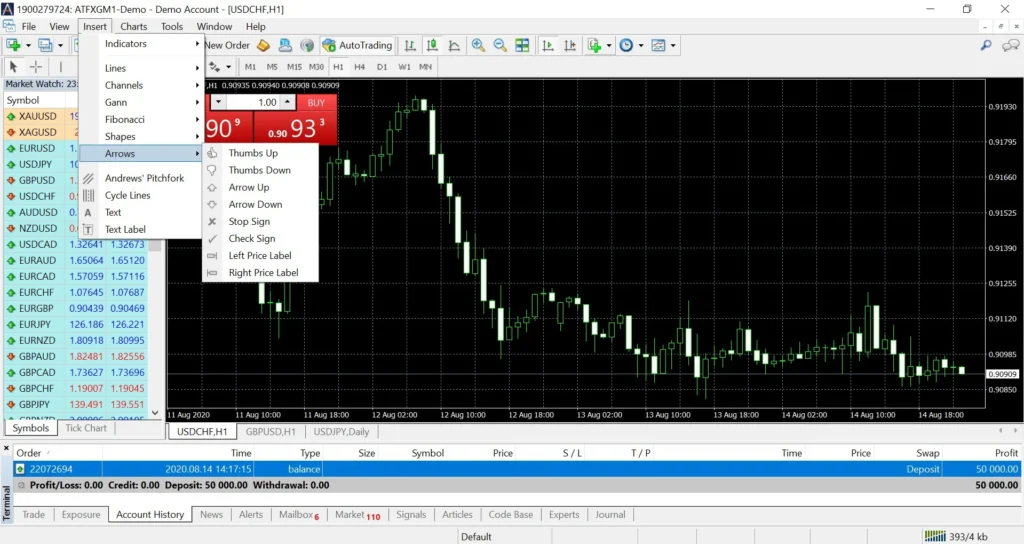 1900279724: ATFXGM1-Demo - Demo Account - [USDCHF,H1]
File View Insert Charts Tools Window Help
New Order AutoTrading
M1 M5 M15 M30 H1 H4 D1 W1 MN
Indicators
Lines
Channels
Gann
Fibonacci
Shapes
Arrows
Andrews' Pitchfork
Cycle Lines
Text
Text Label
Thumbs Up
Thumbs Down
Arrow Up
Arrow Down
Stop Sign
Check Sign
Left Price Label
Right Price Label
Market Watch: 23:
Symbol
XAUUSD 19
XAGUSD 2
EURUSD 1.
USDJPY 10
GBPUSD 1.
USDCHF 0.
AUDUSD 0.
NZDUSD 0.
USDCAD 1.32641 1.32673
EURAUD 1.65064 1.65120
EURCAD 1.57059 1.57116
EURCHF 1.07645 1.07687
EURGBP 0.90439 0.90469
EURJPY 126.186 126.221
EURNZD 1.80918 1.80995
GBPAUD 1.82481 1.82556
GBPCAD 1.73627 1.73696
GBPCHF 1.19007 1.19045
GBPJPY 139.491 139.551
Symbols Tick Chart
H1 0.90935 0.90940 0.90908 0.90909
1.00 BUY
90 9 0.90 93 3
0.91930
0.91795
0.91660
0.91525
0.91390
0.91255
0.91120
0.90985
0.90909
0.90850
11 Aug 2020 11 Aug 10:00 11 Aug 18:00 12 Aug 02:00 12 Aug 10:00 12 Aug 18:00 13 Aug 02:00 13 Aug 10:00 13 Aug 18:00 14 Aug 02:00 14 Aug 10:00 14 Aug 18:00
USDCHF,H1 GBPUSD,H1 USDJPY,Daily
Order Time Type Size Symbol Price S / L T / P Time Price Swap Profit
22072694 2020.08.14 14:17:15 balance Deposit 50 000.00
Profit/Loss: 0.00 Credit: 0.00 Deposit: 50 000.00 Withdrawal: 0.00 50 000.00
Terminal
Trade Exposure Account History News Alerts Mailbox 6 Market 110 Signals Articles Code Base Experts Journal
Default 393/4 kb